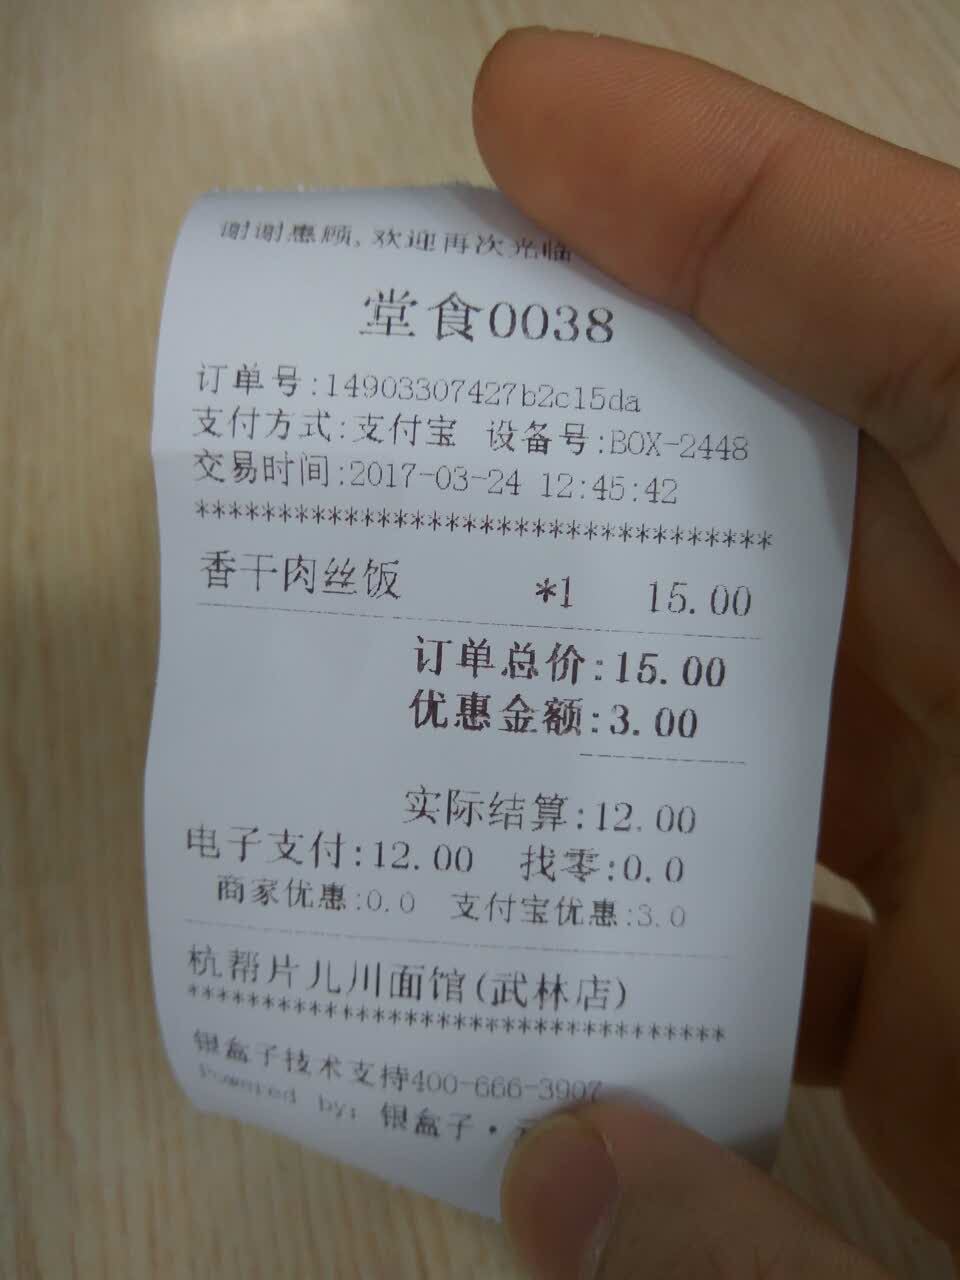 谢谢惠顾,欢迎再次光临
堂食0038
订单号:14903307427b2c15da
支付方式:支付宝 设备号:BOX-2448
交易时间:2017-03-24 12:45:42
***********************************
香干肉丝饭 *1 15.00
订单总价:15.00
优惠金额:3.00
实际结算:12.00
电子支付:12.00 找零:0.0
商家优惠:0.0 支付宝优惠:3.0
杭帮片儿川面馆(武林店)
***********************************
银盒子技术支持400-666-3907
Powered by: 银盒子·